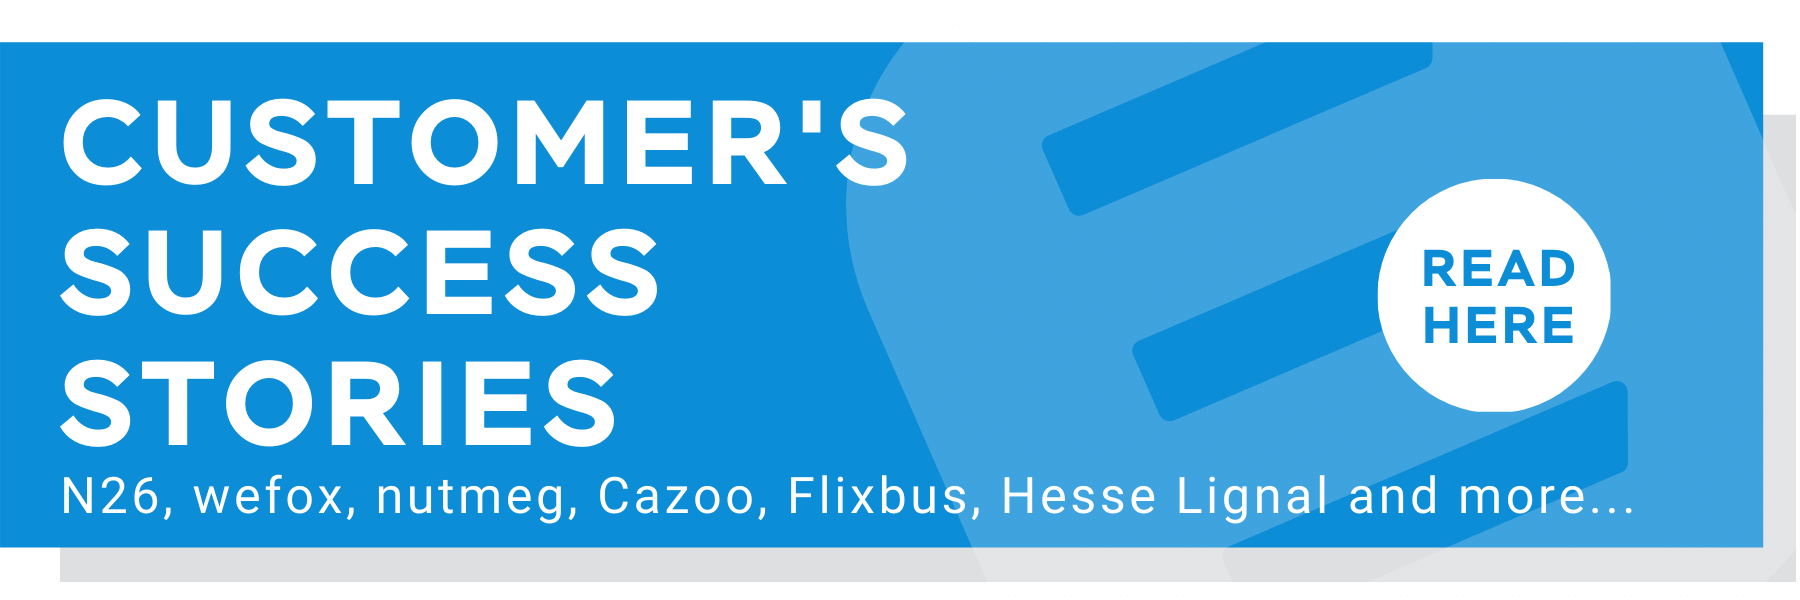 CUSTOMER'S
SUCCESS
STORIES
N26, wefox, nutmeg, Cazoo, Flixbus, Hesse Lignal and more...
READ
HERE